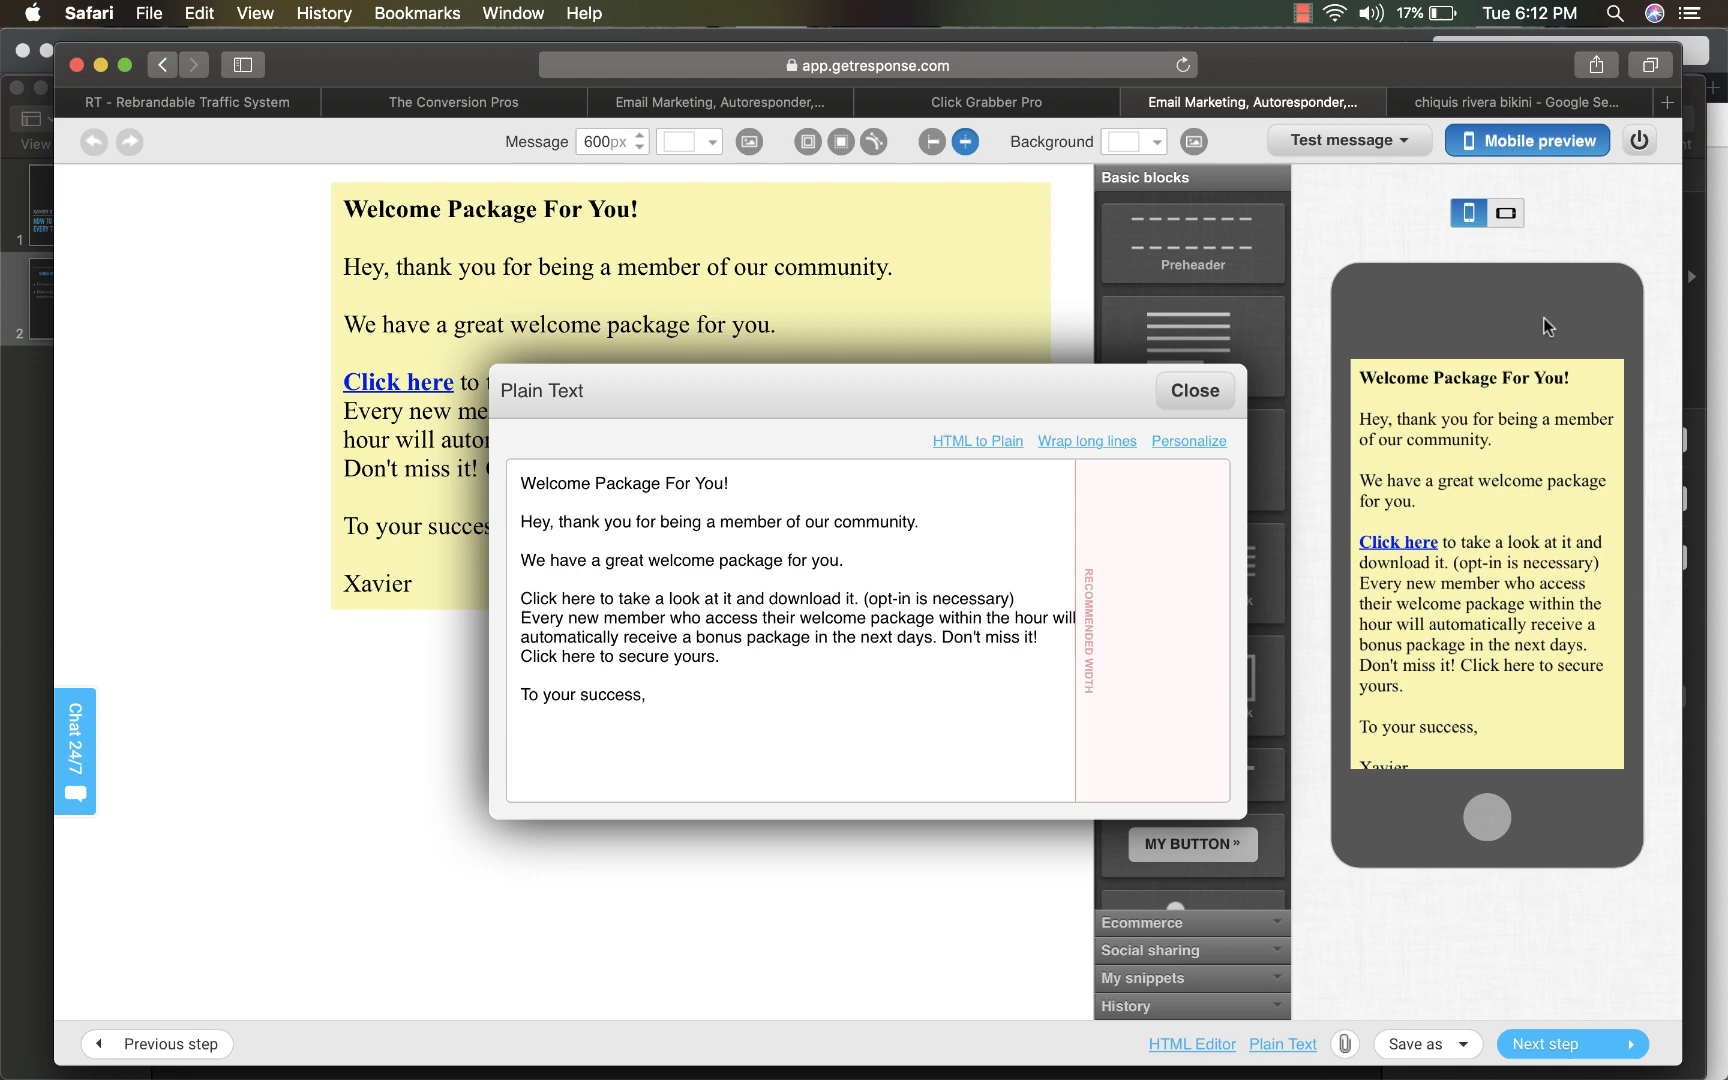 Safari File Edit View History Bookmarks Window Help
17% Tue 6:12 PM
app.getresponse.com
RT - Rebrandable Traffic System
The Conversion Pros
Email Marketing, Autoresponder,...
Click Grabber Pro
Email Marketing, Autoresponder,...
chiquis rivera bikini - Google Se...
View
Message 600px
Background
Test message
Mobile preview
1
2
Welcome Package For You!
Hey, thank you for being a member of our community.
We have a great welcome package for you.
Click here to
Every new me
hour will auto
Don't miss it!
To your succes
Xavier
Basic blocks
Preheader
MY BUTTON »
Ecommerce
Social sharing
My snippets
History
Plain Text
Close
HTML to Plain Wrap long lines Personalize
Welcome Package For You!
Hey, thank you for being a member of our community.
We have a great welcome package for you.
Click here to take a look at it and download it. (opt-in is necessary)
Every new member who access their welcome package within the hour will
automatically receive a bonus package in the next days. Don't miss it!
Click here to secure yours.
To your success,
RECOMMENDED WIDTH
Welcome Package For You!
Hey, thank you for being a member
of our community.
We have a great welcome package
for you.
Click here to take a look at it and
download it. (opt-in is necessary)
Every new member who access
their welcome package within the
hour will automatically receive a
bonus package in the next days.
Don't miss it! Click here to secure
yours.
To your success,
Xavier
Chat 24/7
Previous step
HTML Editor Plain Text
Save as
Next step